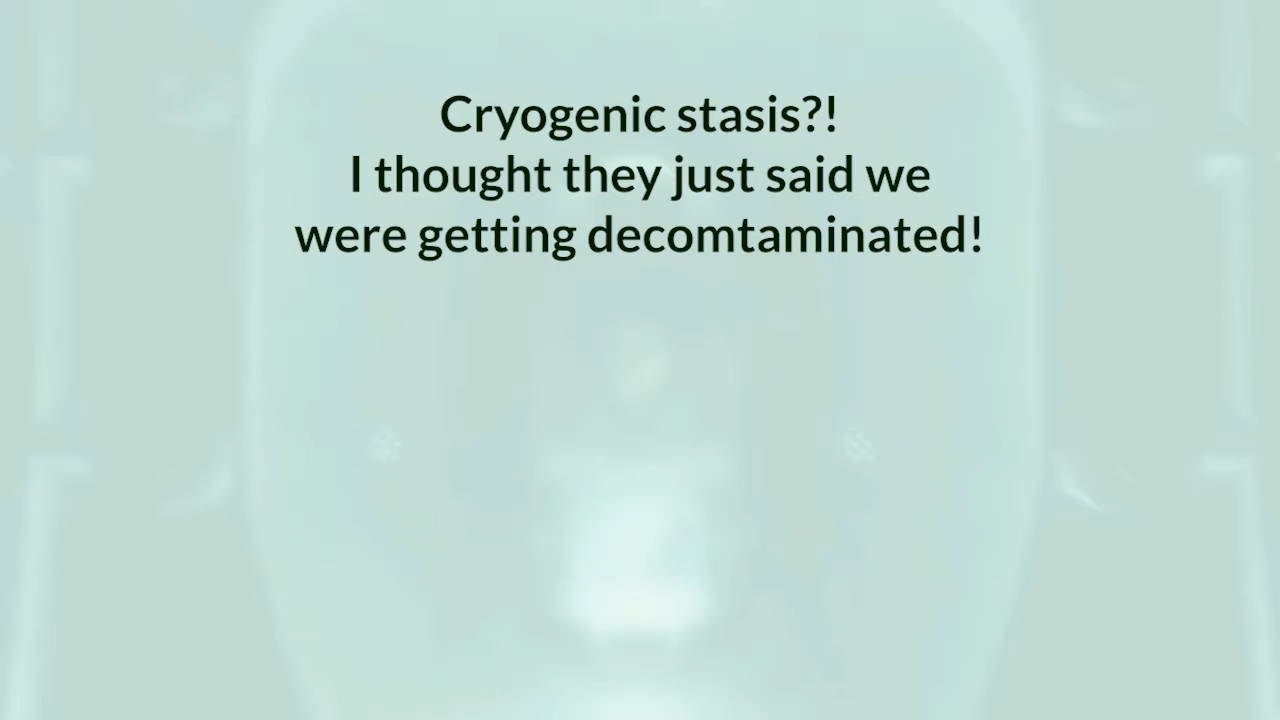 Cryogenic stasis?!
I thought they just said we
were getting decomtaminated!